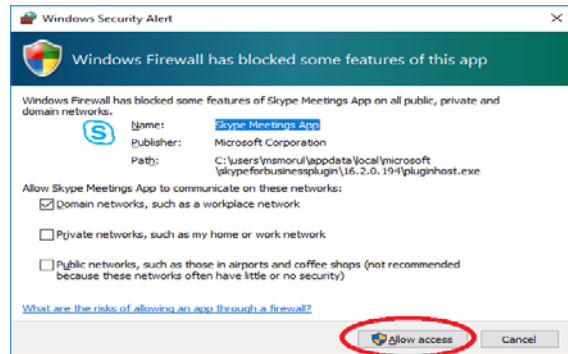 Windows Security Alert
Windows Firewall has blocked some features of this app
Windows Firewall has blocked some features of Skype Meetings App on all public, private and
domain networks.
Name: Skype Meetings App
Publisher: Microsoft Corporation
Path: C:\users\msmorul\appdata\local\microsoft
\skypeforbusinessplugin\16.2.0.194\pluginhost.exe
Allow Skype Meetings App to communicate on these networks:
Domain networks, such as a workplace network
Private networks, such as my home or work network
Public networks, such as those in airports and coffee shops (not recommended
because these networks often have little or no security)
What are the risks of allowing an app through a firewall?
Allow access Cancel